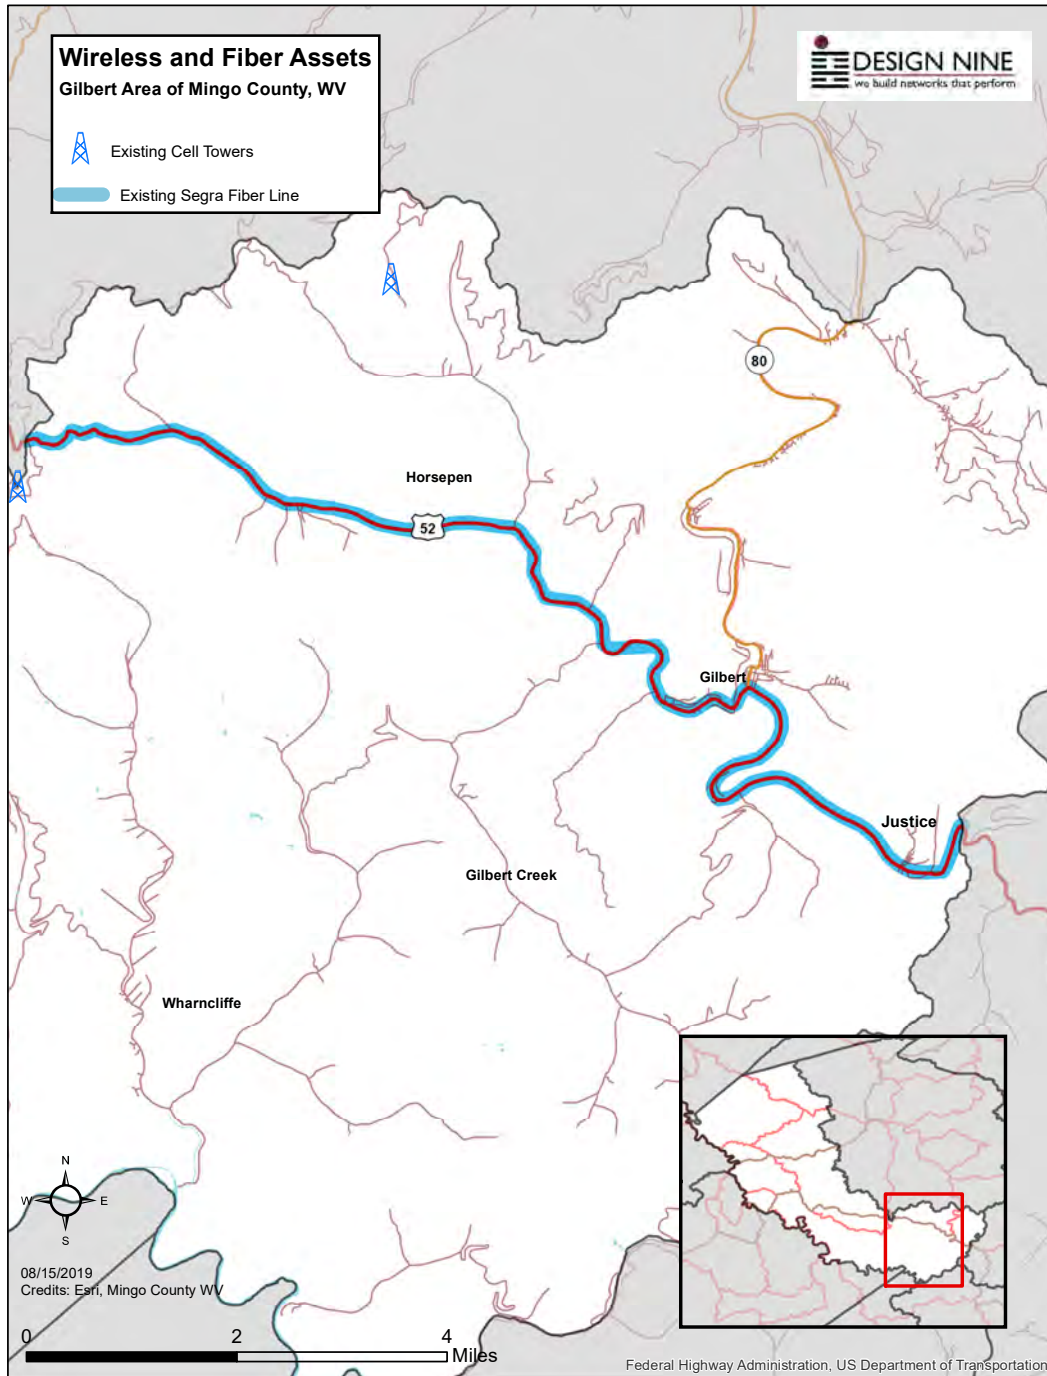 Wireless and Fiber Assets
Gilbert Area of Mingo County, WV
Existing Cell Towers
Existing Segra Fiber Line
DESIGN NINE
we build networks that perform
80
Horsepen
52
Gilbert
Justice
Gilbert Creek
Wharncliffe
N
W E
S
08/15/2019
Credits: Esri, Mingo County WV
0 2 4
Miles
Federal Highway Administration, US Department of Transportation